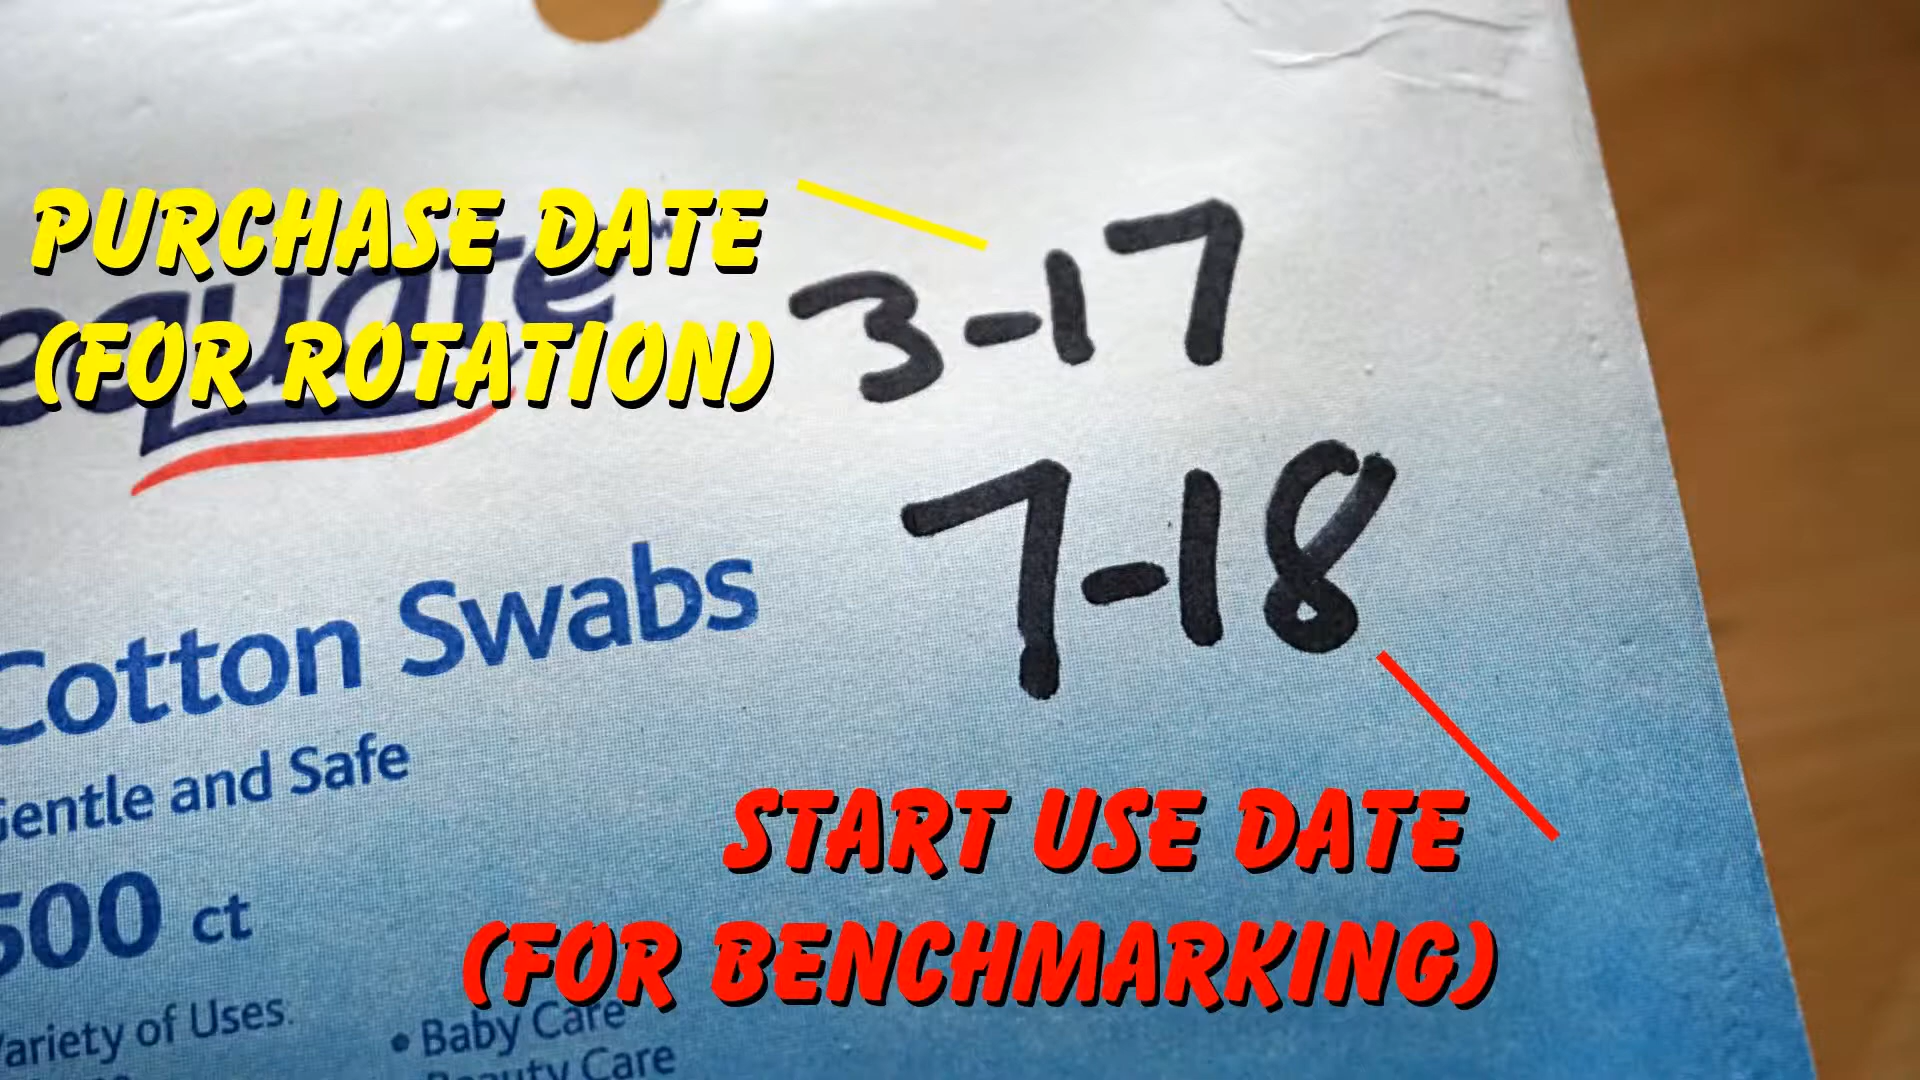 PURCHASE DATE
(FOR ROTATION)
equate
3-17
7-18
Cotton Swabs
Gentle and Safe
500 ct
Variety of Uses
• Baby Care
Beauty Care
START USE DATE
(FOR BENCHMARKING)